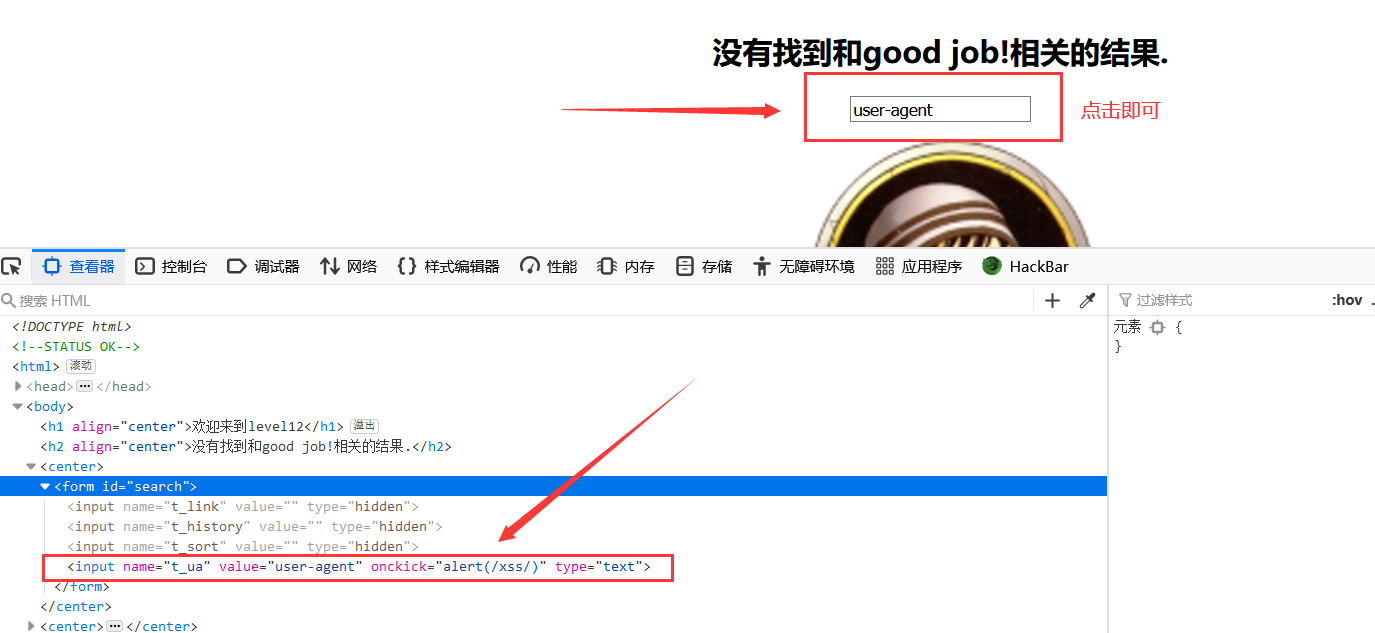 没有找到和good job!相关的结果.
user-agent
点击即可
查看器 控制台 调试器 网络 样式编辑器 性能 内存 存储 无障碍环境 应用程序 HackBar
搜索 HTML
过滤样式
:hov .
<!DOCTYPE html>
<!--STATUS OK-->
<html> 滚动
<head> ••• </head>
<body>
<h1 align="center">欢迎来到level12</h1> 溢出
<h2 align="center">没有找到和good job!相关的结果.</h2>
<center>
<form id="search">
<input name="t_link" value="" type="hidden">
<input name="t_history" value="" type="hidden">
<input name="t_sort" value="" type="hidden">
<input name="t_ua" value="user-agent" onckick="alert(/xss/)" type="text">
</form>
</center>
<center> ••• </center>
元素 {
}